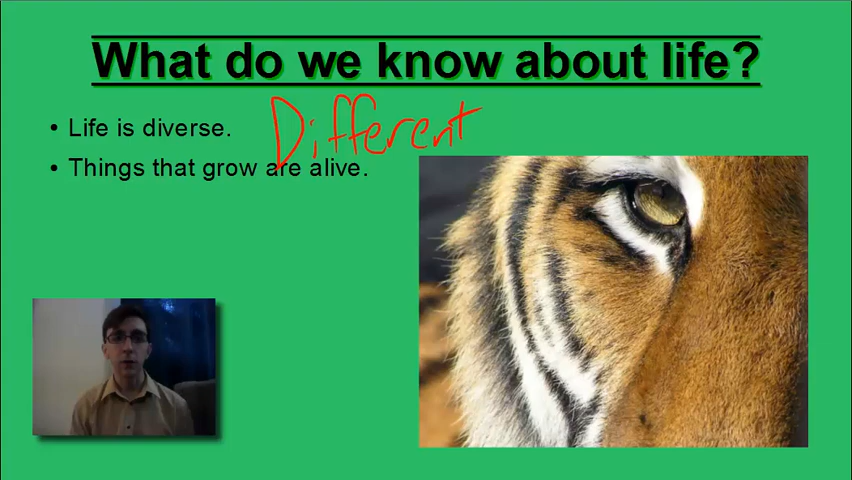 What do we know about life?
• Life is diverse. Different
• Things that grow are alive.